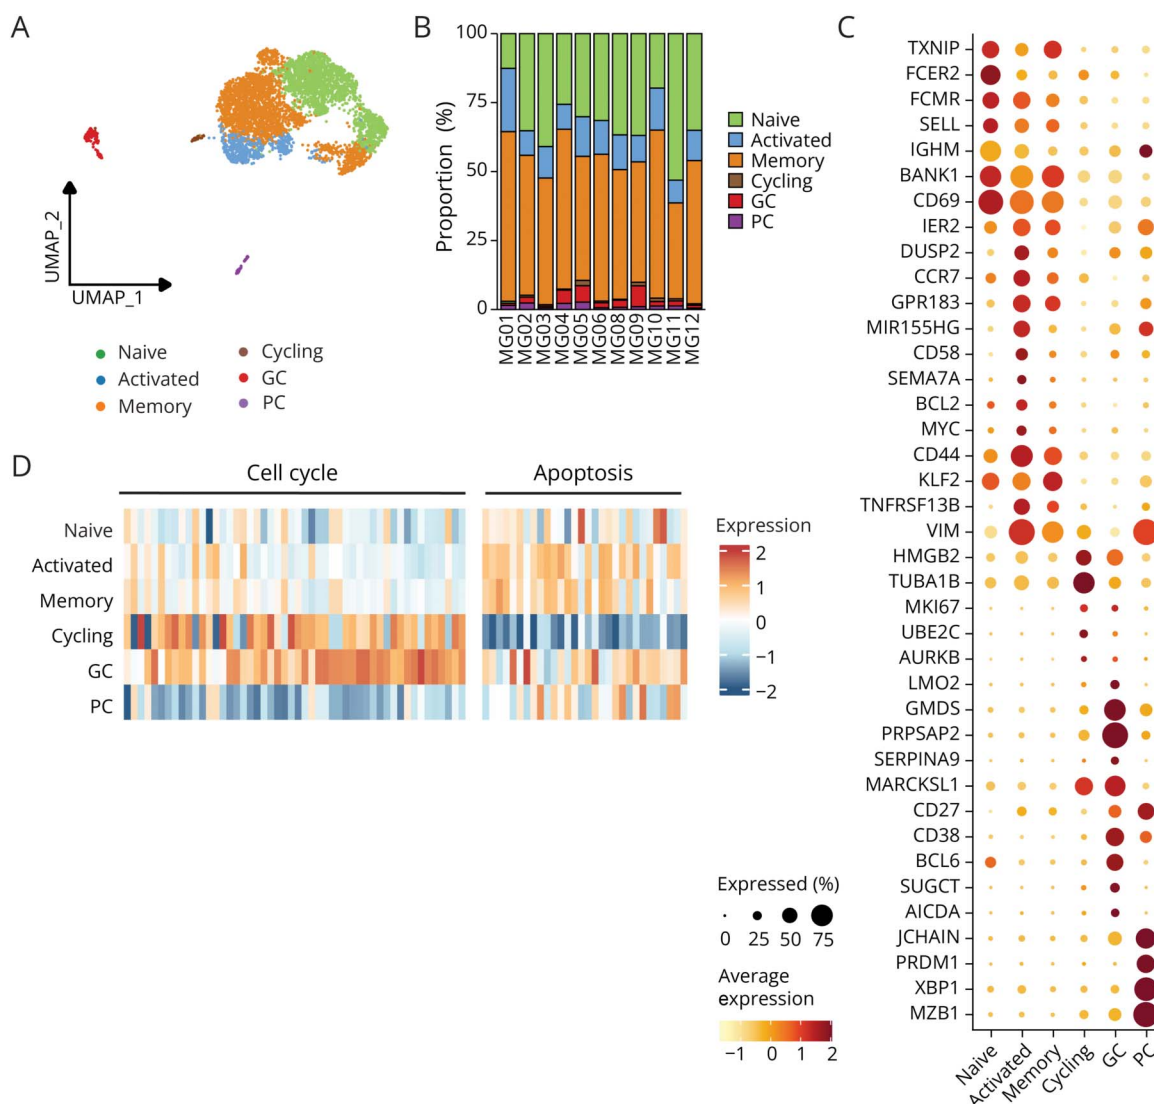 A
UMAP_2
UMAP_1
Naive
Activated
Memory
Cycling
GC
PC
B
Proportion (%)
100
75
50
25
0
MG01
MG02
MG03
MG04
MG05
MG06
MG08
MG09
MG10
MG11
MG12
Naive
Activated
Memory
Cycling
GC
PC
C
TXNIP
FCER2
FCMR
SELL
IGHM
BANK1
CD69
IER2
DUSP2
CCR7
GPR183
MIR155HG
CD58
SEMA7A
BCL2
MYC
CD44
KLF2
TNFRSF13B
VIM
HMGB2
TUBA1B
MKI67
UBE2C
AURKB
LMO2
GMDS
PRPSAP2
SERPINA9
MARCKSL1
CD27
CD38
BCL6
SUGCT
AICDA
JCHAIN
PRDM1
XBP1
MZB1
Naive
Activated
Memory
Cycling
GC
PC
D
Cell cycle
Apoptosis
Naive
Activated
Memory
Cycling
GC
PC
Expression
2
1
0
−1
−2
Expressed (%)
0 25 50 75
Average
expression
−1 0 1 2